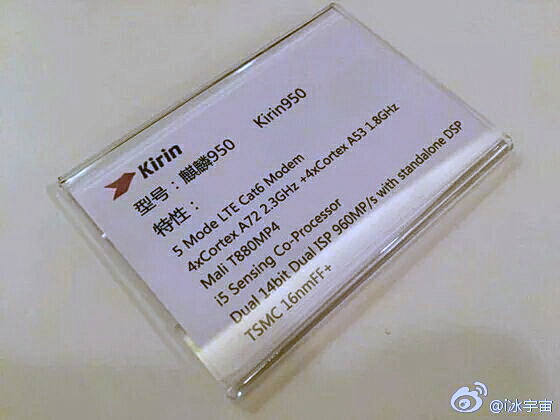 Kirin
型号：麒麟950 Kirin950
特性：
5 Mode LTE Cat6 Modem
4xCortex A72 2.3GHz +4xCortex A53 1.8GHz
Mali T880MP4
i5 Sensing Co-Processor
Dual 14bit Dual ISP 960MP/s with standalone DSP
TSMC 16nmFF+
@i冰宇宙